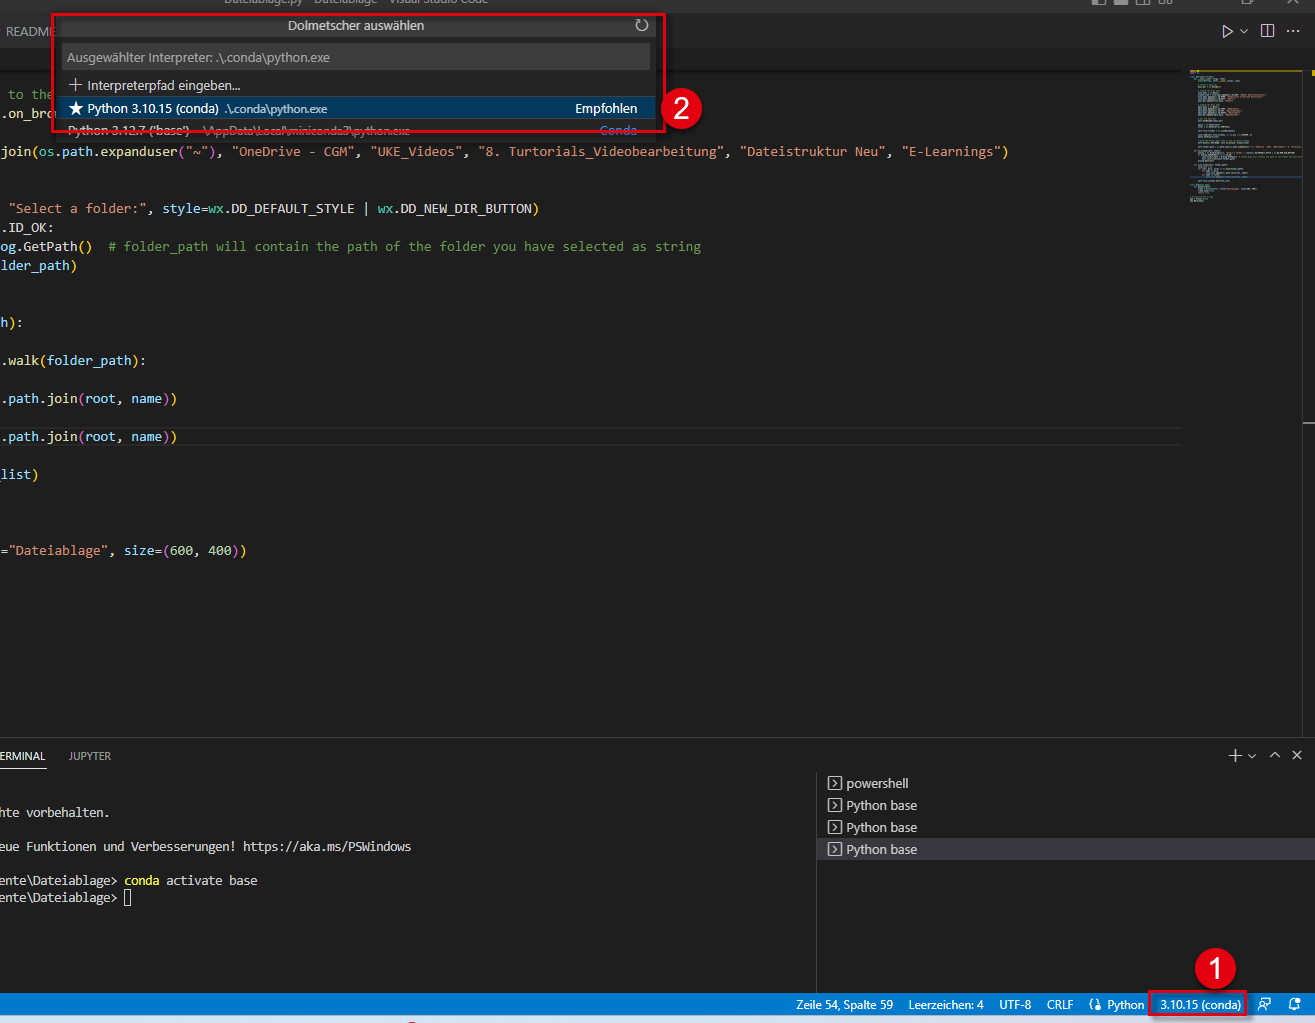 Dateiablage.py - Dateiablage - Visual Studio Code
README
Dolmetscher auswählen
Ausgewählter Interpreter: .\.conda\python.exe
Interpreterpfad eingeben...
to the
Python 3.10.15 (conda) .\.conda\python.exe Empfohlen
2
.on_bro
Python 3.12.7 ('base') ~\AppData\Local\miniconda3\python.exe Conda
join(os.path.expanduser("~"), "OneDrive - CGM", "UKE_Videos", "8. Turtorials_Videobearbeitung", "Dateistruktur Neu", "E-Learnings")
"Select a folder:", style=wx.DD_DEFAULT_STYLE | wx.DD_NEW_DIR_BUTTON)
.ID_OK:
og.GetPath() # folder_path will contain the path of the folder you have selected as string
lder_path)
h):
.walk(folder_path):
.path.join(root, name))
.path.join(root, name))
_list)
="Dateiablage", size=(600, 400))
ERMINAL JUPYTER
powershell
Python base
Python base
Python base
hte vorbehalten.
eue Funktionen und Verbesserungen! https://aka.ms/PSWindows
ente\Dateiablage> conda activate base
ente\Dateiablage>
1
Zeile 54, Spalte 59 Leerzeichen: 4 UTF-8 CRLF Python 3.10.15 (conda)